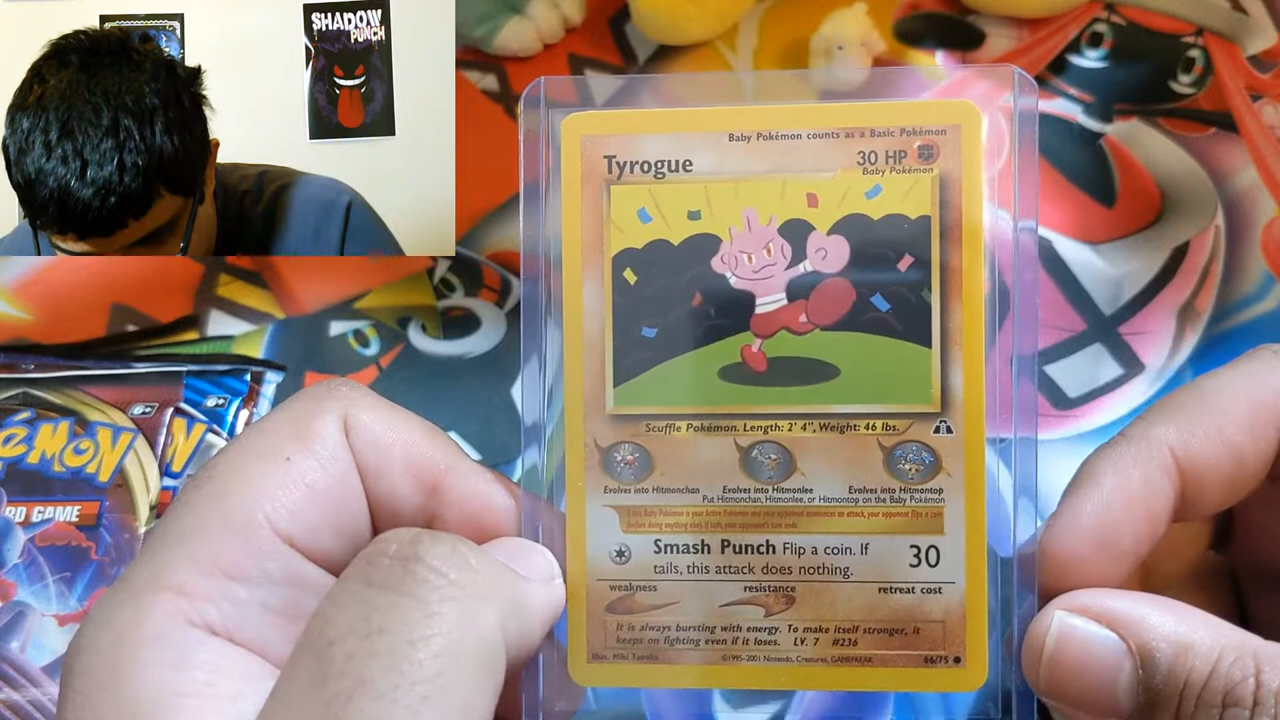 SHADOW
PUNCH
Baby Pokémon counts as a Basic Pokémon
Tyrogue
30 HP
Baby Pokémon
Scuffle Pokémon. Length: 2' 4", Weight: 46 lbs.
Evolves into Hitmonchan
Evolves into Hitmonlee
Evolves into Hitmontop
Put Hitmonchan, Hitmonlee, or Hitmontop on the Baby Pokémon
If this Baby Pokémon is your Active Pokémon and your opponent announces an attack, your opponent flips a coin
(before doing anything else). If tails, your opponent's turn ends.
Smash Punch Flip a coin. If
tails, this attack does nothing.
30
weakness
resistance
retreat cost
It is always bursting with energy. To make itself stronger, it
keeps on fighting even if it loses. LV. 7 #236
Illus. Miki Tanaka
©1995-2001 Nintendo, Creatures, GAMEFREAK
66/75
6+
6+
éMON
RD GAME